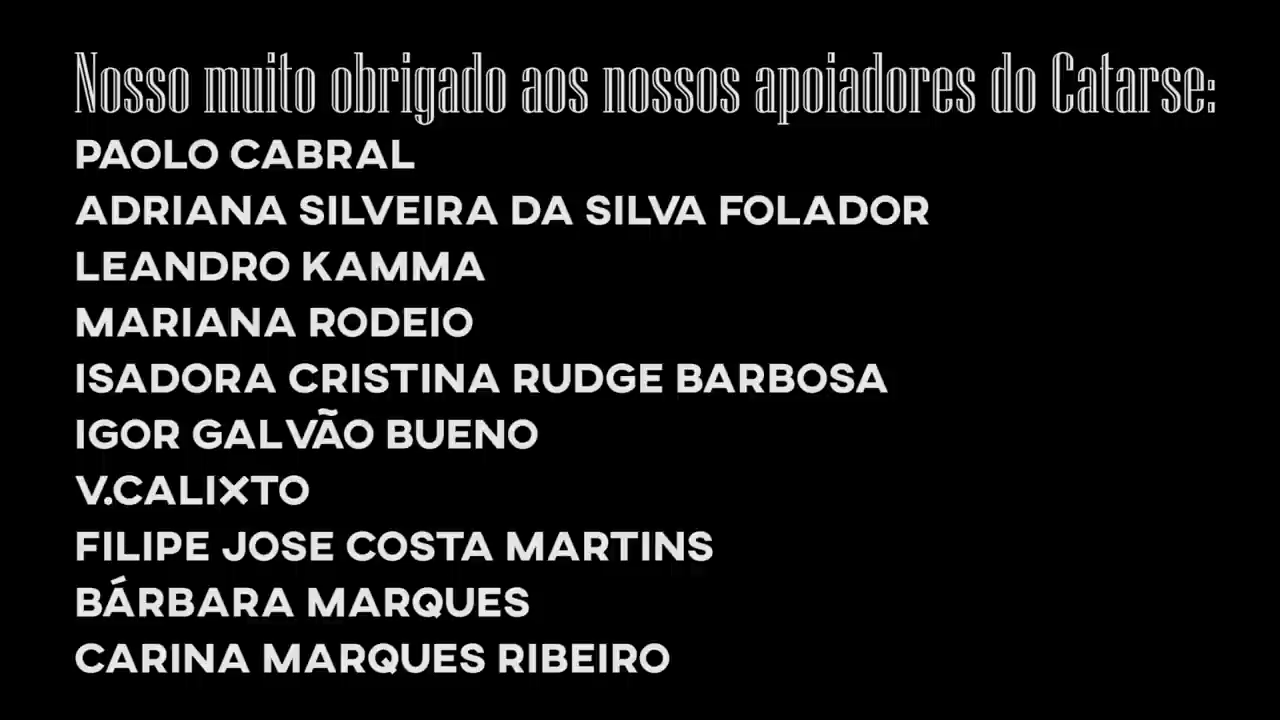 Nosso muito obrigado aos nossos apoiadores do Catarse:
PAOLO CABRAL
ADRIANA SILVEIRA DA SILVA FOLADOR
LEANDRO KAMMA
MARIANA RODEIO
ISADORA CRISTINA RUDGE BARBOSA
IGOR GALVÃO BUENO
V.CALIXTO
FILIPE JOSE COSTA MARTINS
BÁRBARA MARQUES
CARINA MARQUES RIBEIRO